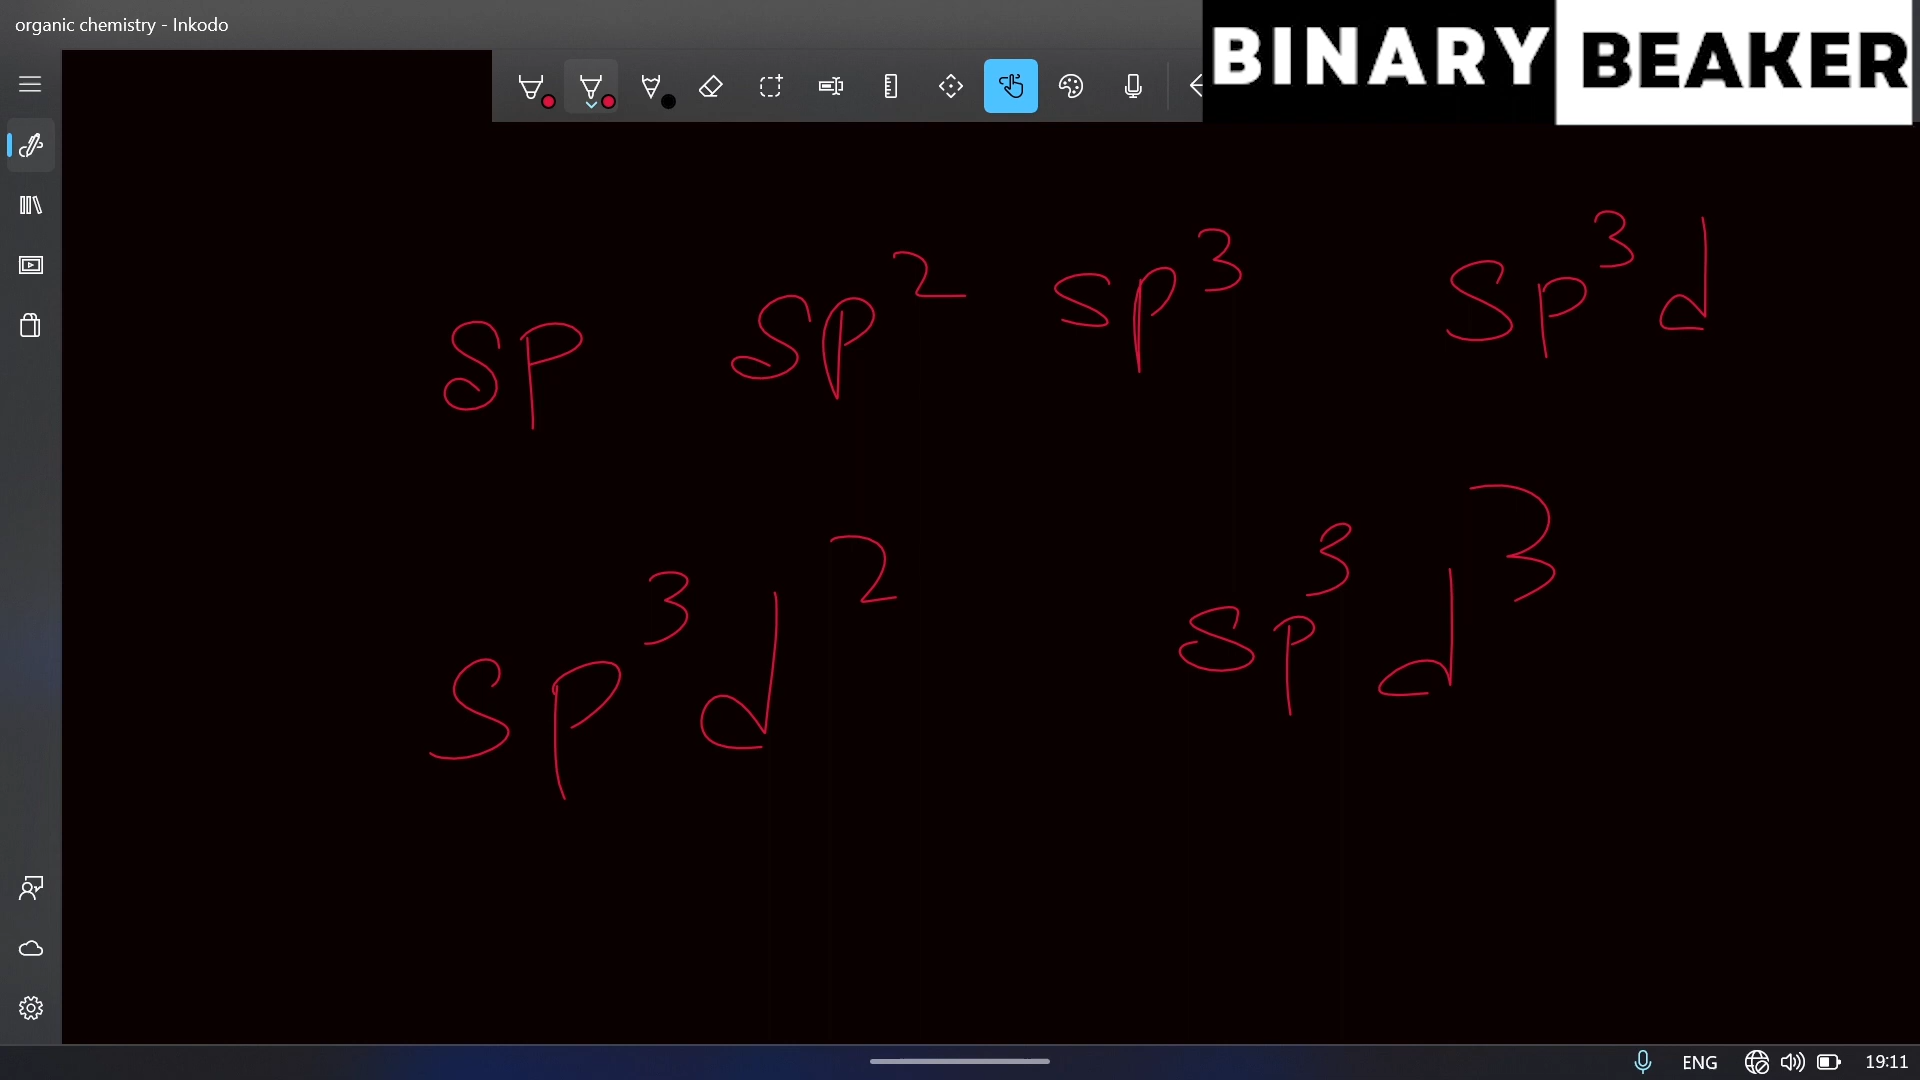 organic chemistry - Inkodo
BINARY BEAKER
sp sp² sp³ sp³d
sp³d² sp³d³
ENG 19:11